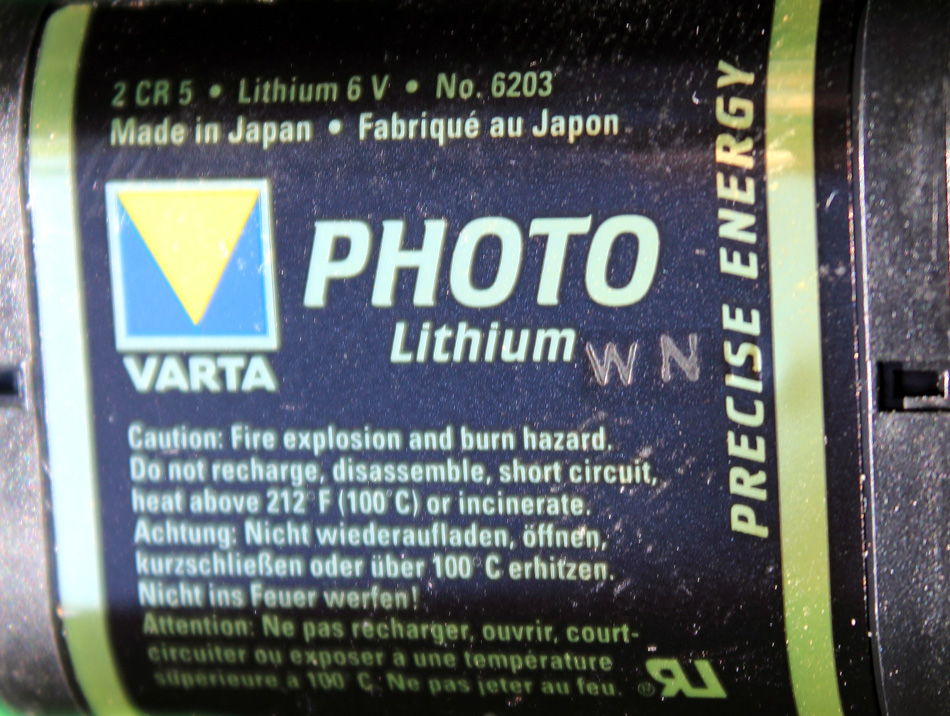 2 CR 5 • Lithium 6 V • No. 6203
Made in Japan • Fabriqué au Japon
PHOTO
Lithium
W N
VARTA
PRECISE ENERGY
Caution: Fire explosion and burn hazard.
Do not recharge, disassemble, short circuit,
heat above 212°F (100°C) or incinerate.
Achtung: Nicht wiederaufladen, öffnen,
kurzschließen oder über 100°C erhitzen.
Nicht ins Feuer werfen!
Attention: Ne pas recharger, ouvrir, court-
circuiter ou exposer a une température
supérieure à 100°C. Ne pas jeter au feu.